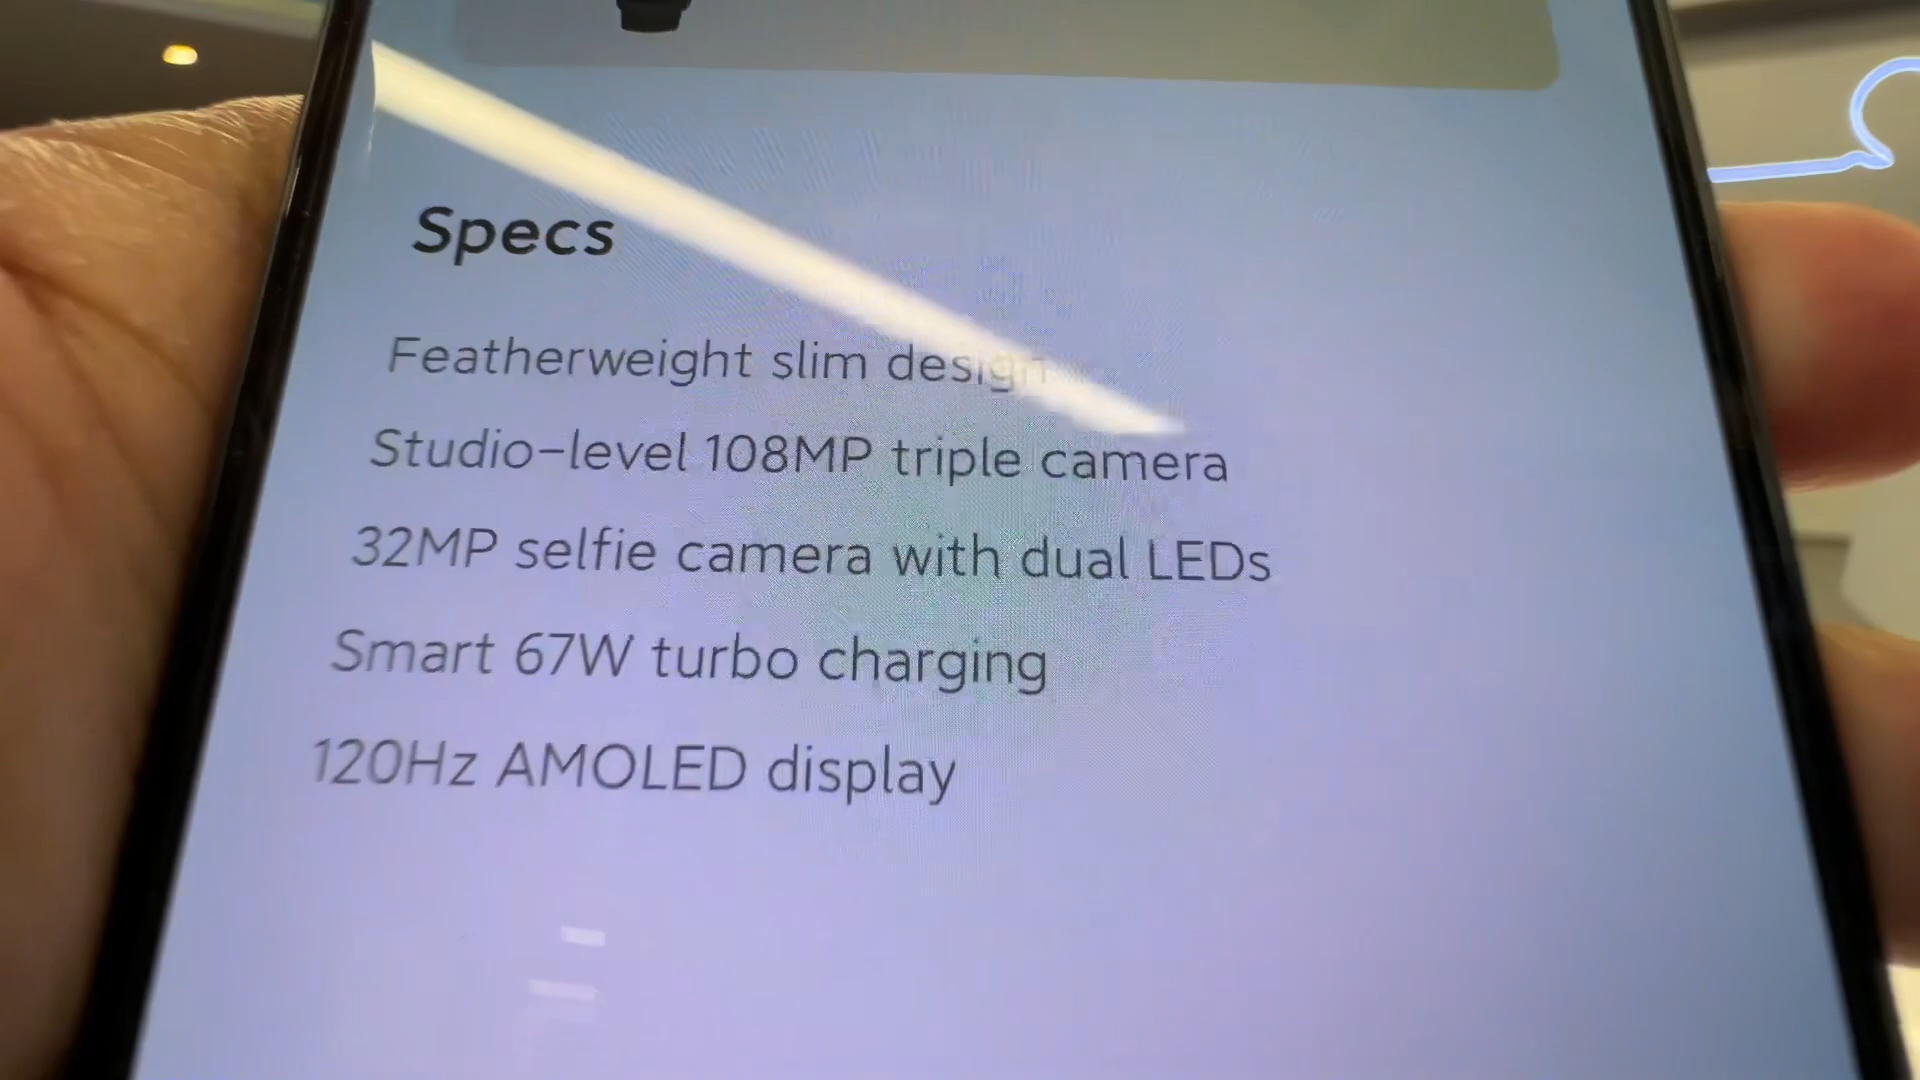 Specs
Featherweight slim design
Studio-level 108MP triple camera
32MP selfie camera with dual LEDs
Smart 67W turbo charging
120Hz AMOLED display